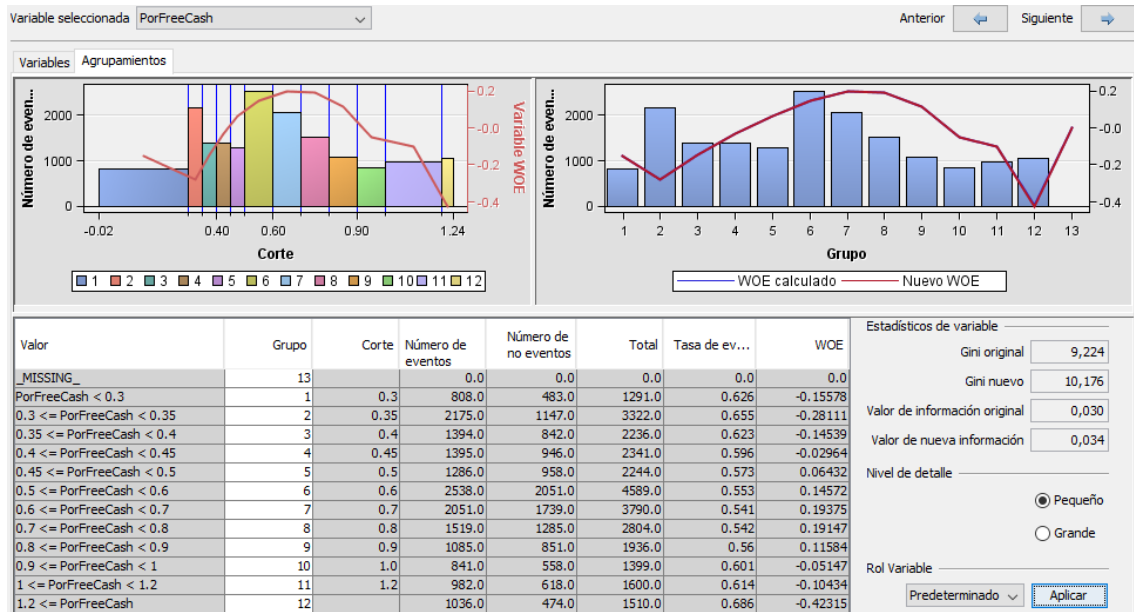 Variable seleccionada PorFreeCash Anterior Siguiente
Variables Agrupamientos
Número de even...
2000
1000
0
-0.02 0.40 0.60 0.80 0.90 1.24
Corte
0.2
-0.0
-0.2
-0.4
Variable WOE
1 2 3 4 5 6 7 8 9 10 11 12
Número de even...
2000
1000
0
1 2 3 4 5 6 7 8 9 10 11 12 13
Grupo
0.2
-0.0
-0.2
-0.4
WOE calculado Nuevo WOE
Valor Grupo Corte Número de eventos Número de no eventos Total Tasa de ev... WOE
_MISSING_ 13 0.0 0.0 0.0 0.0 0.0
PorFreeCash < 0.3 1 0.3 808.0 483.0 1291.0 0.626 -0.15578
0.3 <= PorFreeCash < 0.35 2 0.35 2175.0 1147.0 3322.0 0.655 -0.28111
0.35 <= PorFreeCash < 0.4 3 0.4 1394.0 842.0 2236.0 0.623 -0.14539
0.4 <= PorFreeCash < 0.45 4 0.45 1395.0 946.0 2341.0 0.596 -0.02964
0.45 <= PorFreeCash < 0.5 5 0.5 1286.0 958.0 2244.0 0.573 0.06432
0.5 <= PorFreeCash < 0.6 6 0.6 2538.0 2051.0 4589.0 0.553 0.14572
0.6 <= PorFreeCash < 0.7 7 0.7 2051.0 1739.0 3790.0 0.541 0.19375
0.7 <= PorFreeCash < 0.8 8 0.8 1519.0 1285.0 2804.0 0.542 0.19147
0.8 <= PorFreeCash < 0.9 9 0.9 1085.0 851.0 1936.0 0.56 0.11584
0.9 <= PorFreeCash < 1 10 1.0 841.0 558.0 1399.0 0.601 -0.05147
1 <= PorFreeCash < 1.2 11 1.2 982.0 618.0 1600.0 0.614 -0.10434
1.2 <= PorFreeCash 12 1036.0 474.0 1510.0 0.686 -0.42315
Estadísticos de variable
Gini original 9,224
Gini nuevo 10,176
Valor de información original 0,030
Valor de nueva información 0,034
Nivel de detalle
Pequeño
Grande
Rol Variable
Predeterminado Aplicar